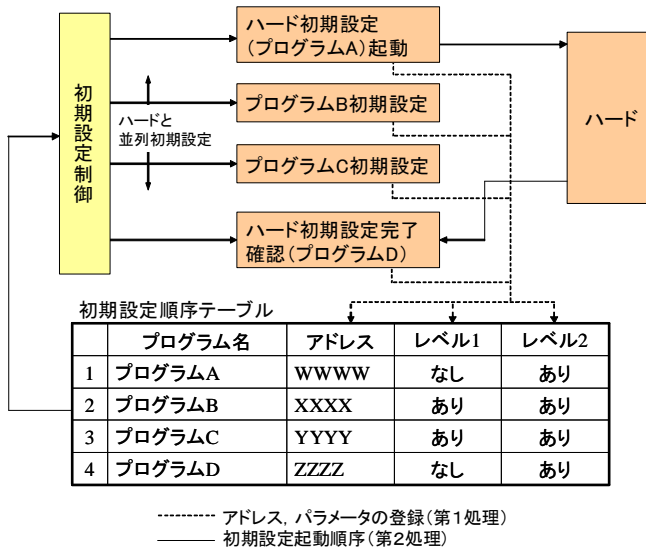 ハード初期設定
(プログラムA)起動
ハード
初期設定制御
ハードと
並列初期設定
プログラムB初期設定
プログラムC初期設定
ハード初期設定完了
確認(プログラムD)
初期設定順序テーブル
プログラム名 アドレス レベル1 レベル2
1 プログラムA WWWW なし あり
2 プログラムB XXXX あり あり
3 プログラムC YYYY あり あり
4 プログラムD ZZZZ なし あり
アドレス，パラメータの登録(第1処理)
初期設定起動順序(第2処理)